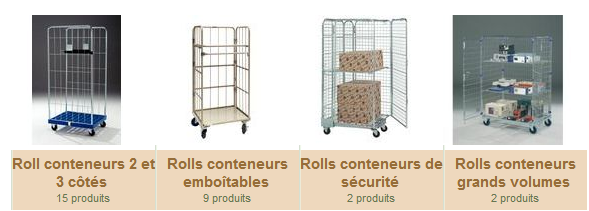 Roll conteneurs 2 et
3 côtés
15 produits
Rolls conteneurs
emboîtables
9 produits
Rolls conteneurs de
sécurité
2 produits
Rolls conteneurs
grands volumes
2 produits